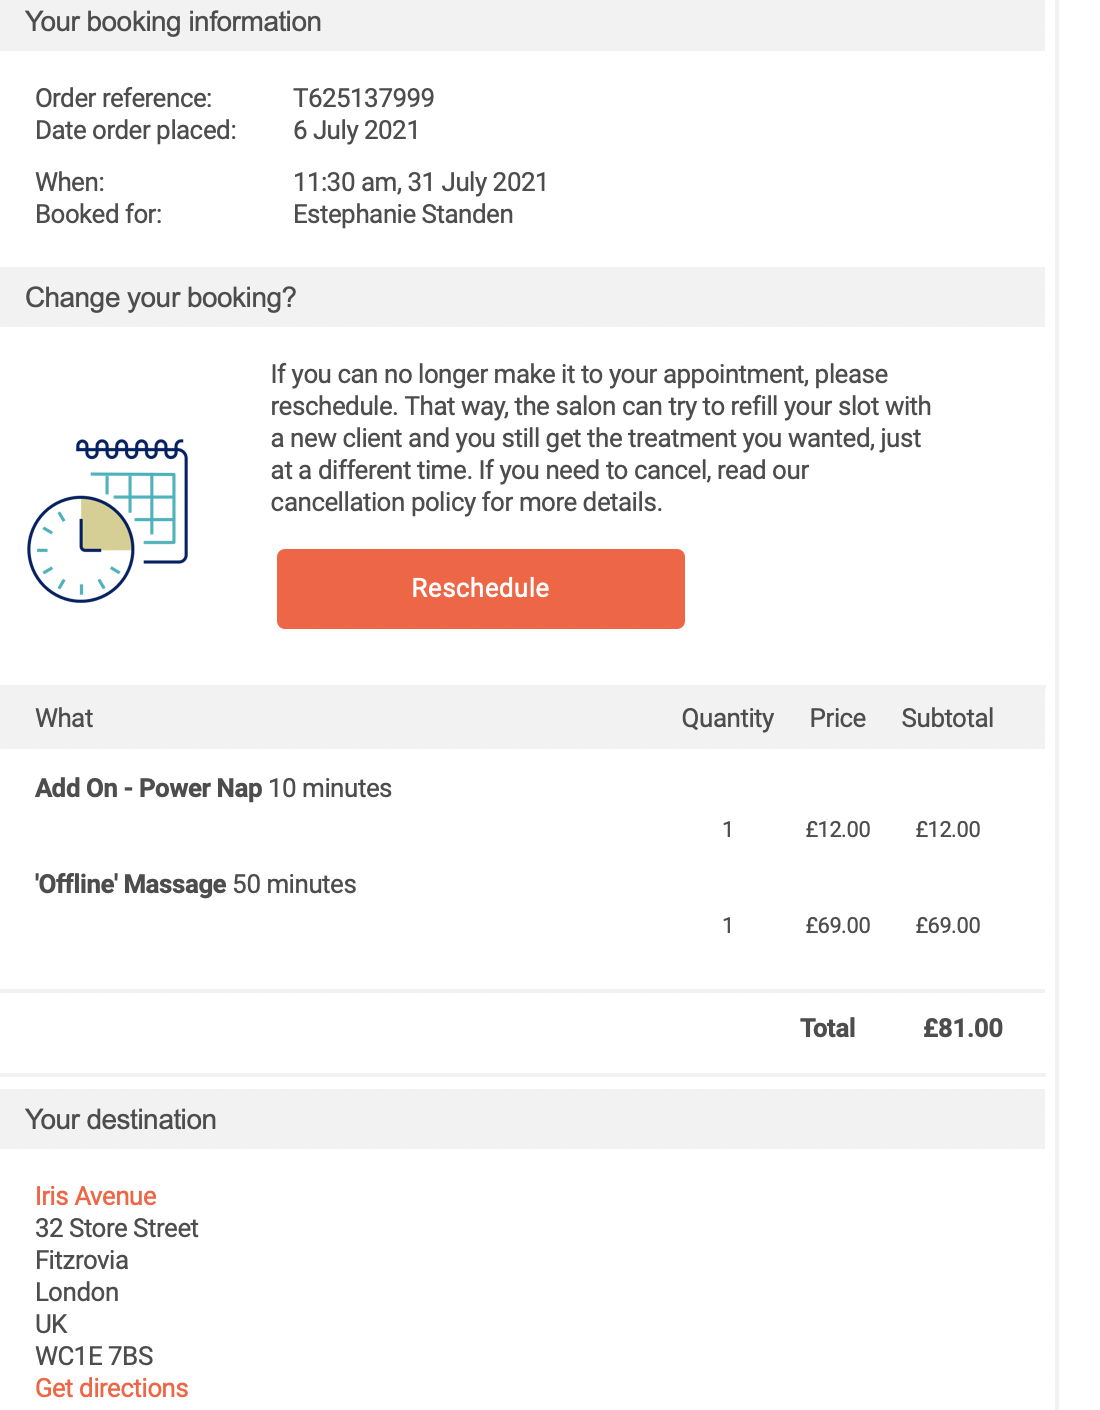 Your booking information
Order reference: T625137999
Date order placed: 6 July 2021
When: 11:30 am, 31 July 2021
Booked for: Estephanie Standen
Change your booking?
If you can no longer make it to your appointment, please
reschedule. That way, the salon can try to refill your slot with
a new client and you still get the treatment you wanted, just
at a different time. If you need to cancel, read our
cancellation policy for more details.
Reschedule
What Quantity Price Subtotal
Add On - Power Nap 10 minutes
1 £12.00 £12.00
'Offline' Massage 50 minutes
1 £69.00 £69.00
Total £81.00
Your destination
Iris Avenue
32 Store Street
Fitzrovia
London
UK
WC1E 7BS
Get directions